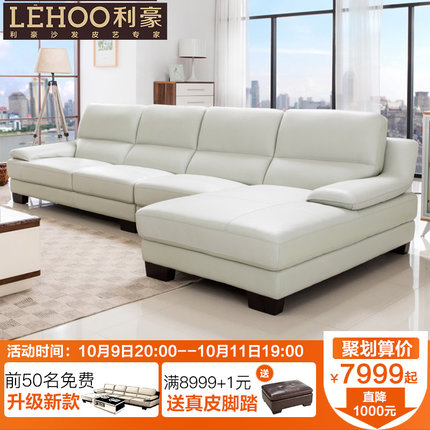 LEHOO利豪
利豪沙发皮艺专家
活动时间：10月9日20:00--10月11日19:00
聚划算价
¥7999起
直降
1000元
前50名免费
升级新款
满8999+1元
送真皮脚踏
送